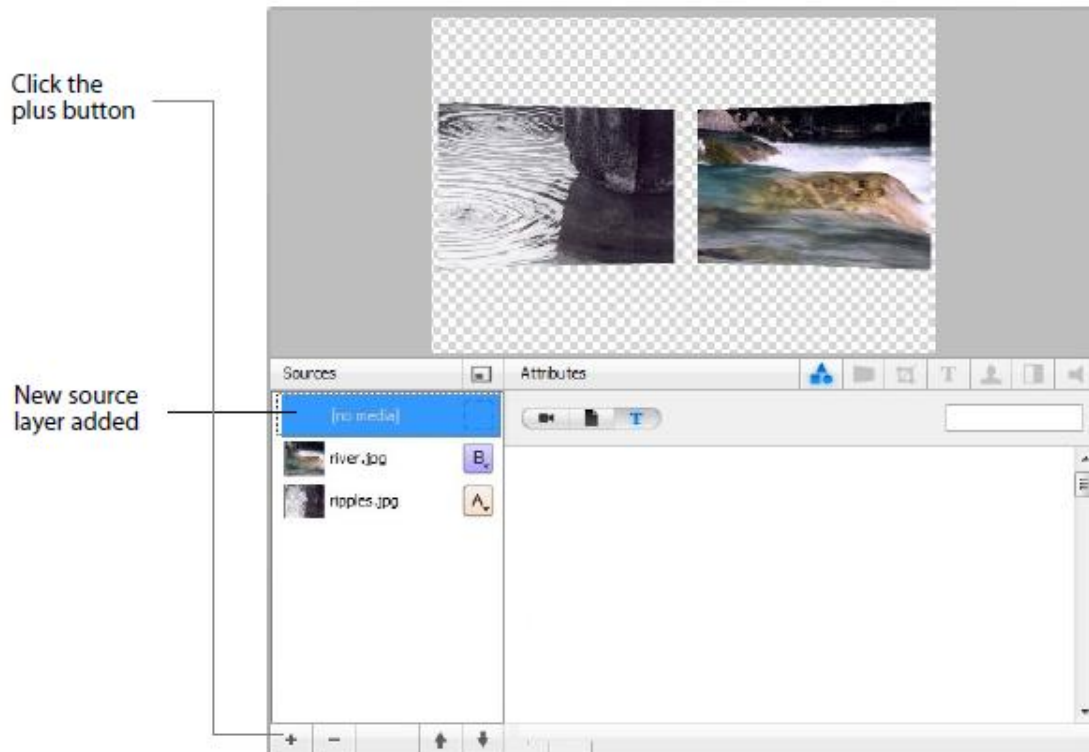 Click the
plus button
Sources
Attributes
T
New source
layer added
[no media]
T
river.jpg
B
ripples.jpg
A